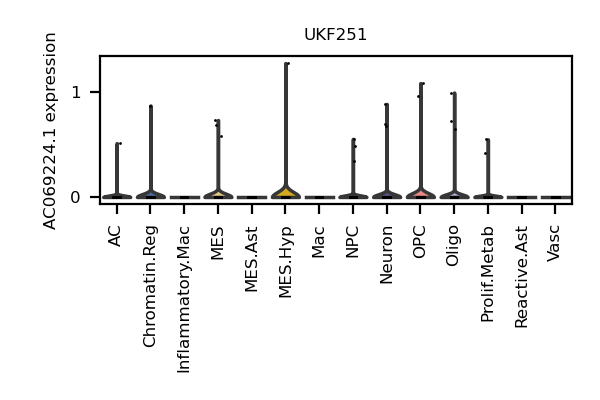 UKF251
AC069224.1 expression
1
0
AC
Chromatin.Reg
Inflammatory.Mac
MES
MES.Ast
MES.Hyp
Mac
NPC
Neuron
OPC
Oligo
Prolif.Metab
Reactive.Ast
Vasc